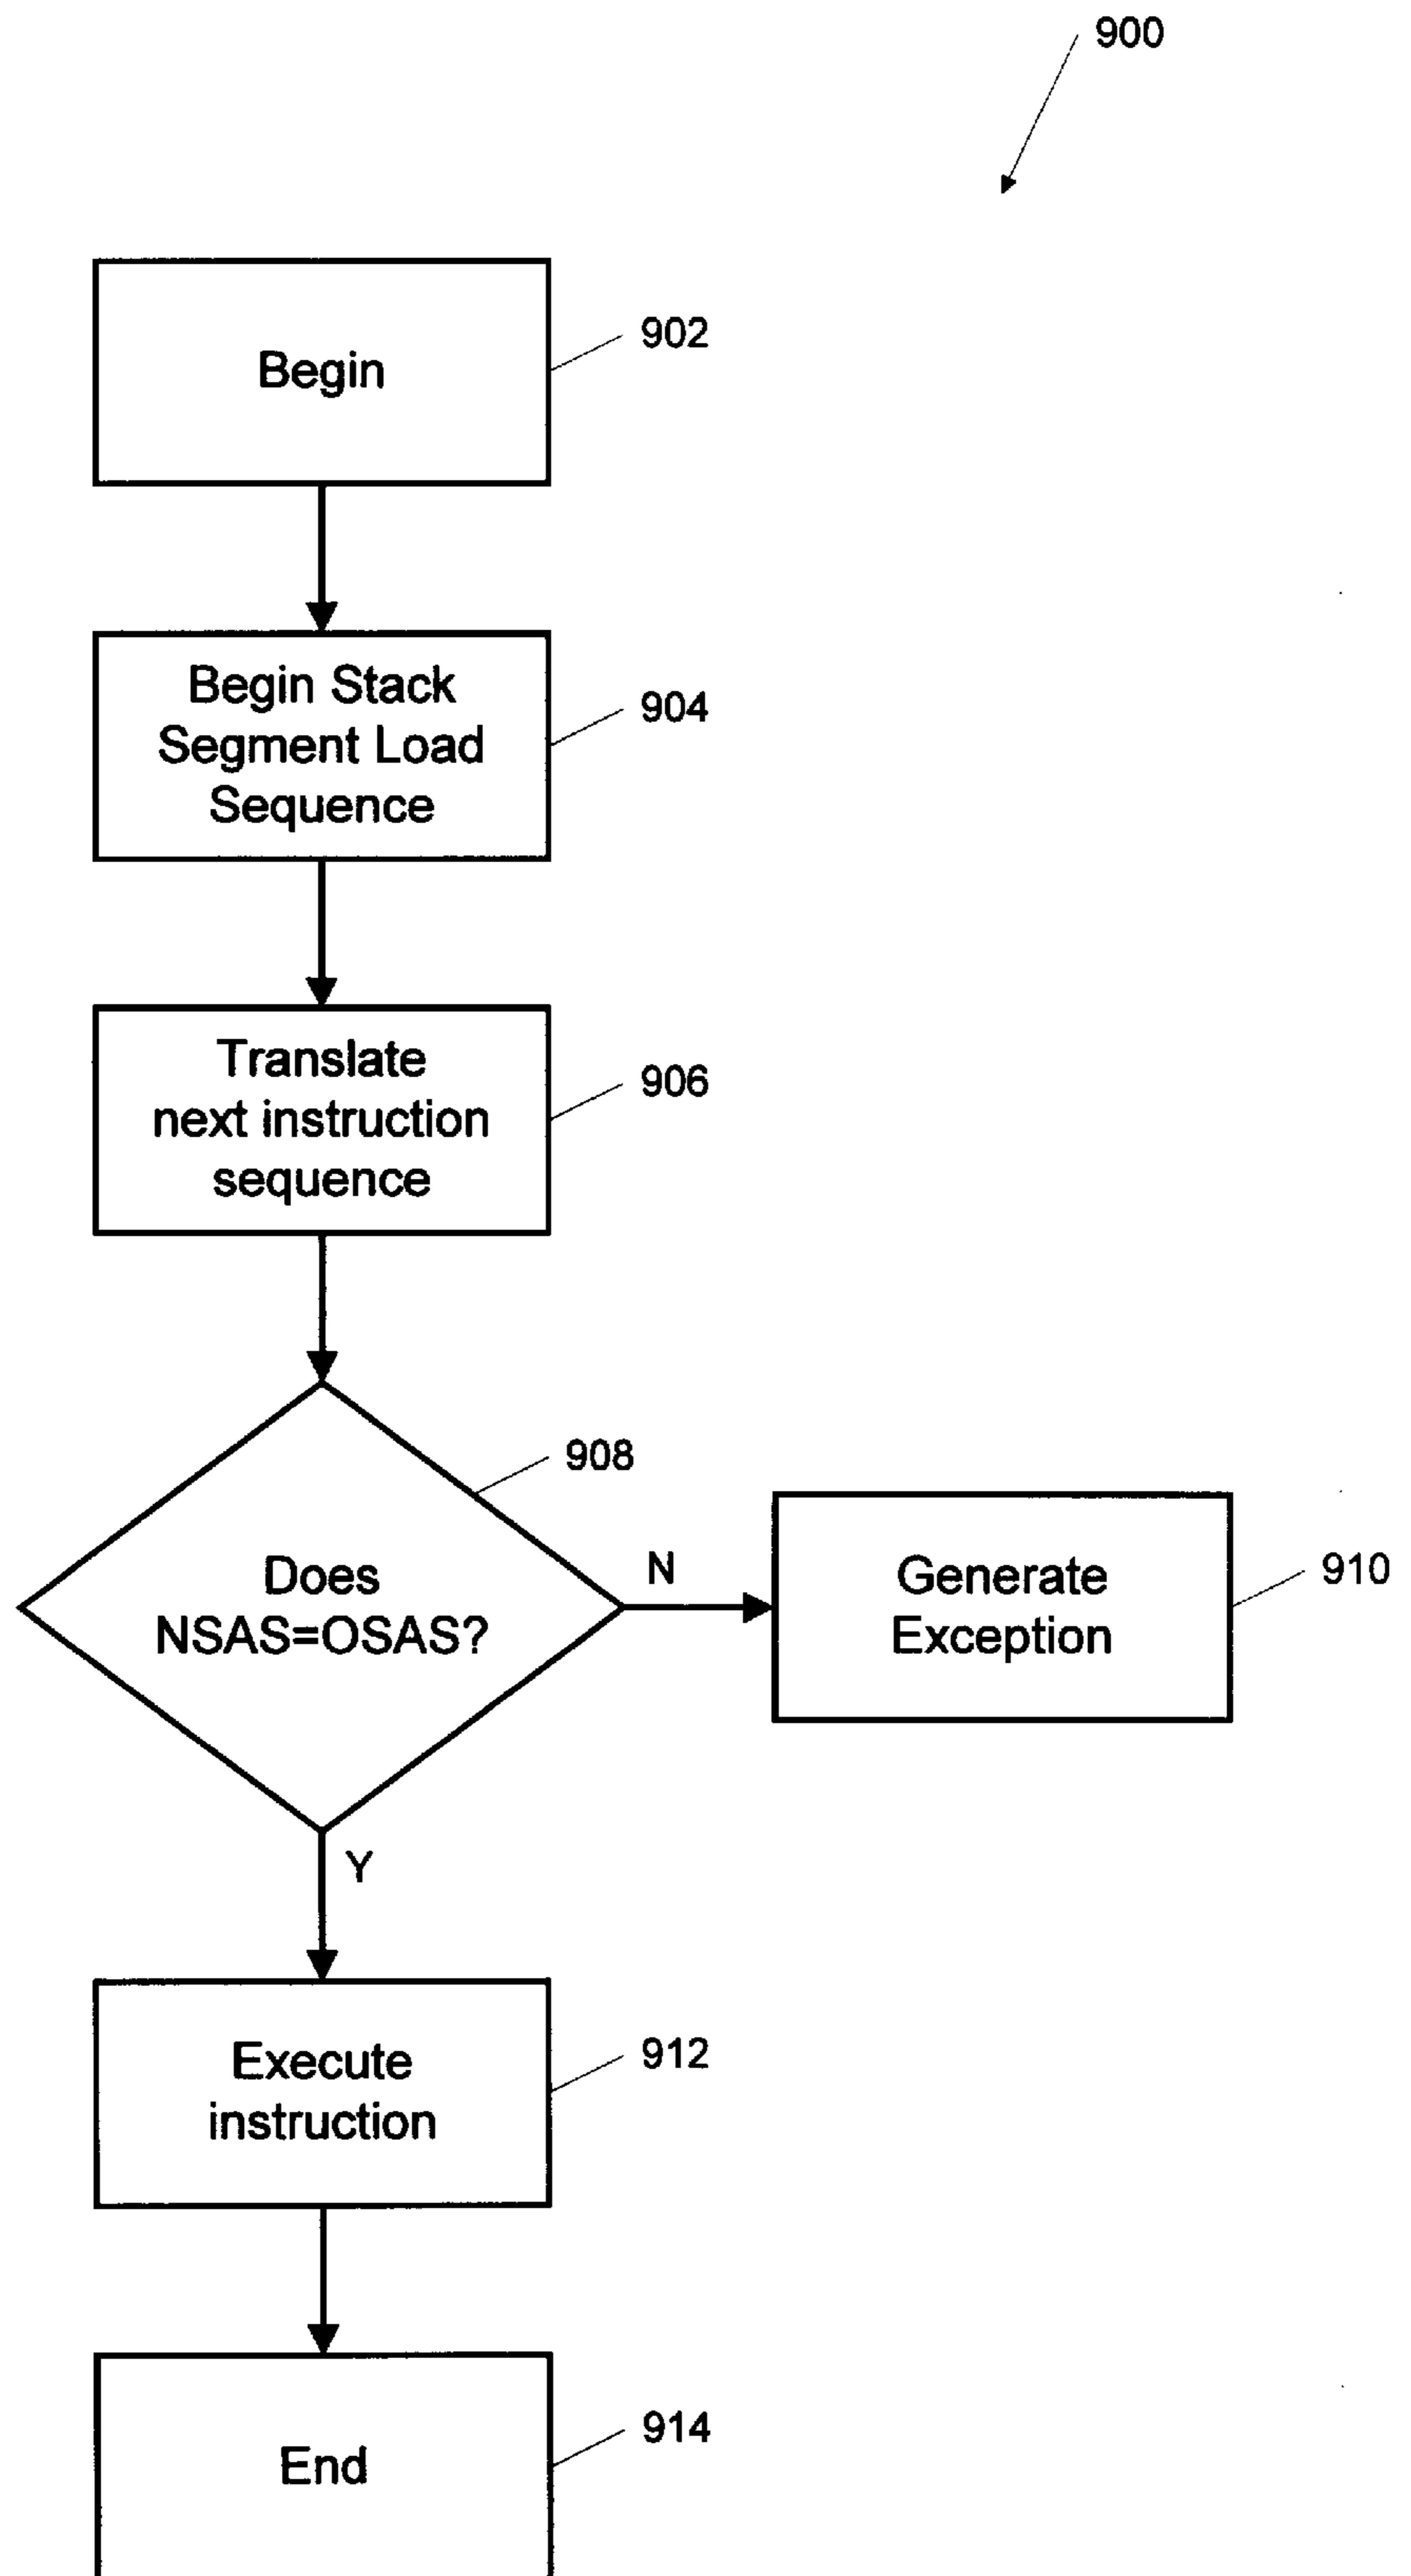 900
Begin
902
Begin Stack
Segment Load
Sequence
904
Translate
next instruction
sequence
906
908
Does
NSAS=OSAS?
N
Generate
Exception
910
Y
Execute
instruction
912
End
914